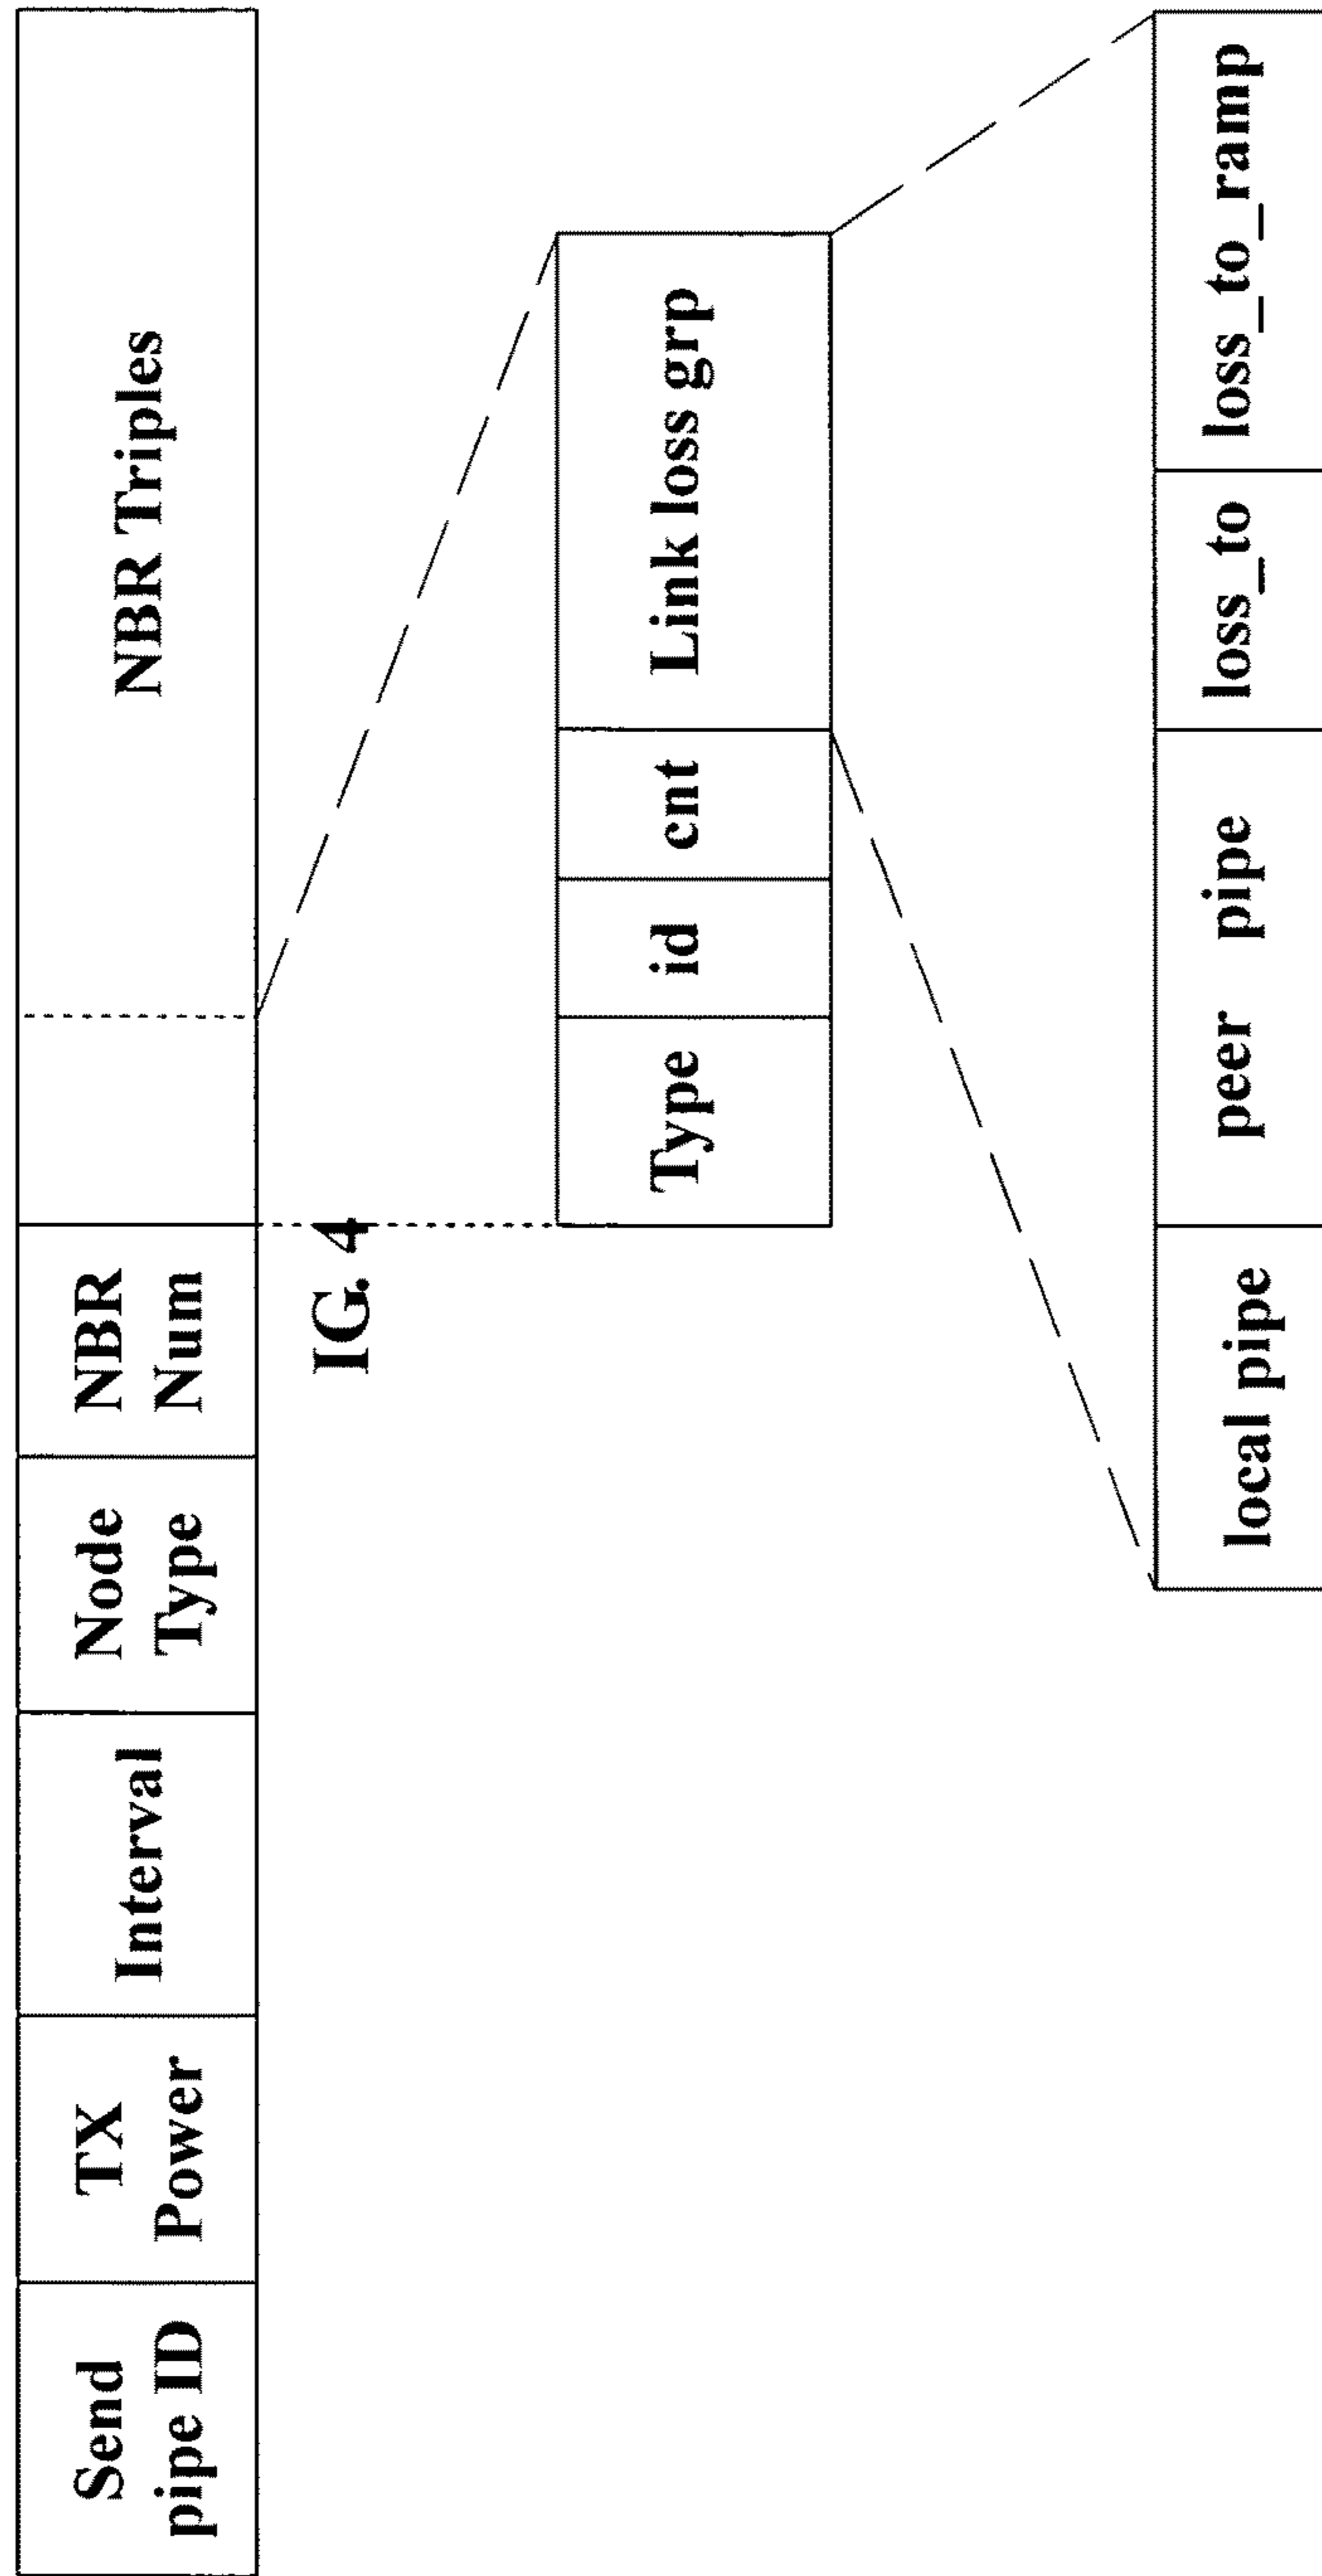 Send
pipe ID
TX
Power
Interval
Node
Type
NBR
Num
NBR Triples
IG. 4
Type
id
cnt
Link loss grp
local pipe
peer pipe
loss_to
loss_to_ramp